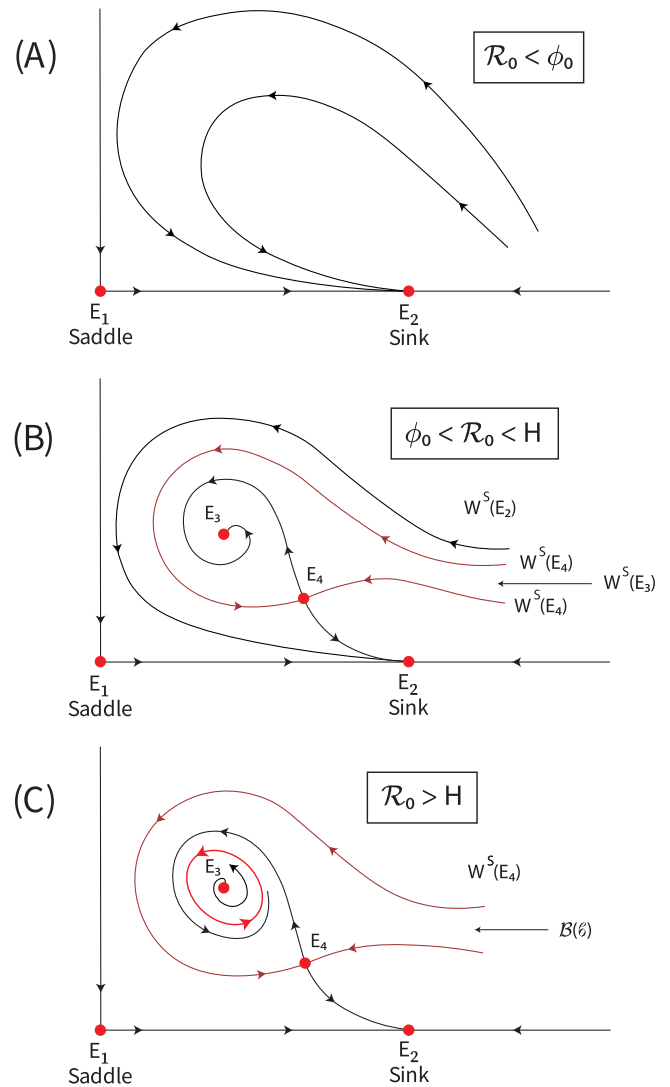 (A)
𝓡₀ < ϕ₀
E₁
Saddle
E₂
Sink
(B)
ϕ₀ < 𝓡₀ < H
W^S(E₂)
E₃
W^S(E₄)
E₄
W^S(E₃)
W^S(E₄)
E₁
Saddle
E₂
Sink
(C)
𝓡₀ > H
E₃
W^S(E₄)
E₄
𝓑(𝒞)
E₁
Saddle
E₂
Sink